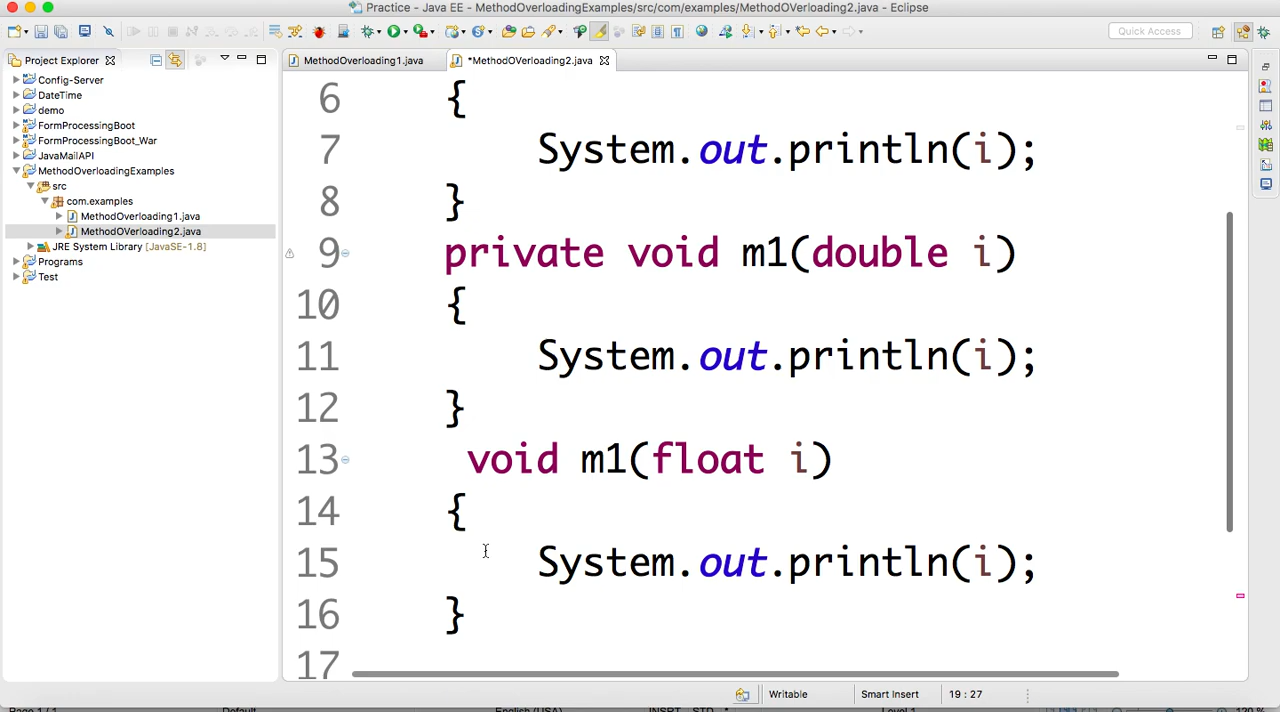 Practice - Java EE - MethodOverloadingExamples/src/com/examples/MethodOVerloading2.java - Eclipse
Quick Access
Project Explorer
MethodOverloading1.java
*MethodOVerloading2.java
Config-Server
DateTime
demo
FormProcessingBoot
FormProcessingBoot_War
JavaMailAPI
MethodOverloadingExamples
src
com.examples
MethodOverloading1.java
MethodOVerloading2.java
JRE System Library [JavaSE-1.8]
Programs
Test
6 {
7 System.out.println(i);
8 }
9 private void m1(double i)
10 {
11 System.out.println(i);
12 }
13 void m1(float i)
14 {
15 System.out.println(i);
16 }
17
Writable Smart Insert 19 : 27